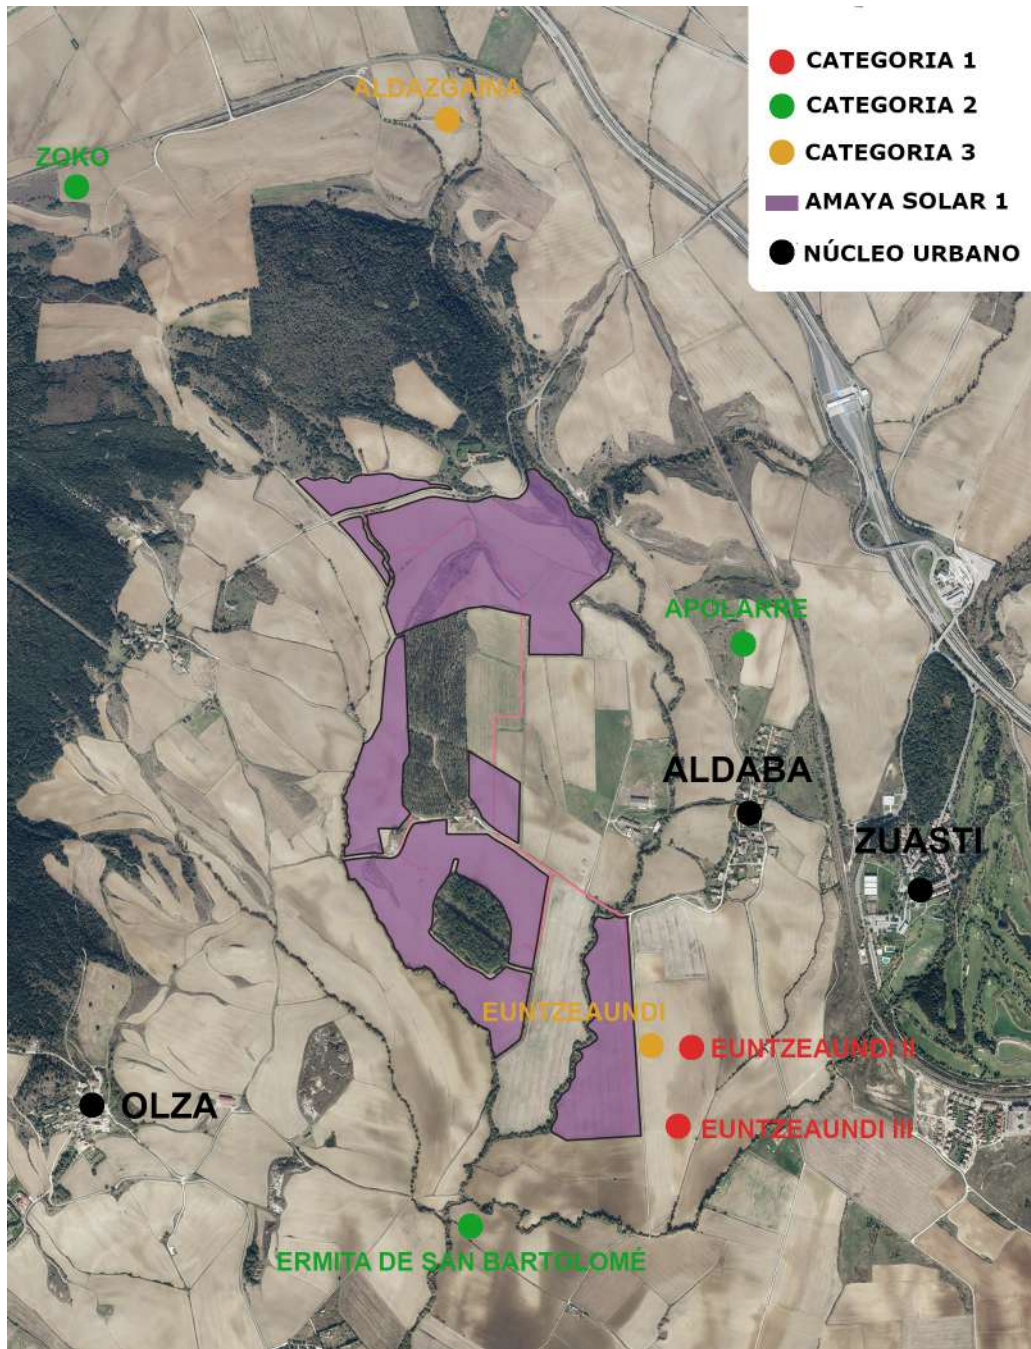 CATEGORIA 1
CATEGORIA 2
CATEGORIA 3
AMAYA SOLAR 1
NÚCLEO URBANO
ALDAZGAINA
ZOKO
APOLARRE
ALDABA
ZUASTI
EUNTZEAUNDI
EUNTZEAUNDI II
OLZA
EUNTZEAUNDI III
ERMITA DE SAN BARTOLOMÉ